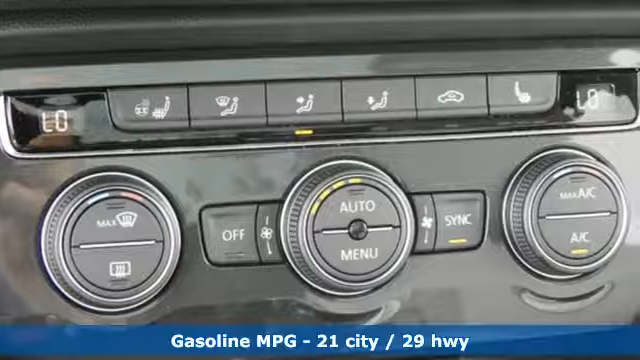 LO
LO
MAX
OFF
AUTO
MENU
SYNC
MAX A/C
A/C
Gasoline MPG - 21 city / 29 hwy